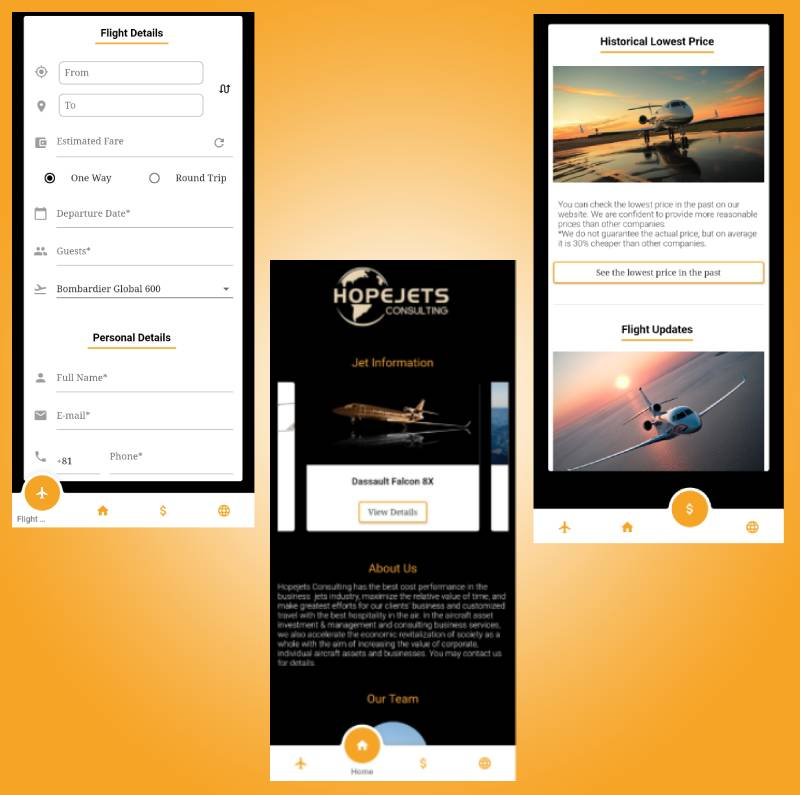 Flight Details
From
To
Estimated Fare
One Way
Round Trip
Departure Date*
Guests*
Bombardier Global 600
Personal Details
Full Name*
E-mail*
+81
Phone*
Flight ...
HOPEJETS
CONSULTING
Jet Information
Dassault Falcon 8X
View Details
About Us
Hopejets Consulting has the best cost performance in the
business jets industry, maximize the relative value of time, and
make greatest efforts for our clients' business and customized
travel with the best hospitality in the air. In the aircraft asset
investment & management and consulting business services,
we also accelerate the economic revitalization of society as a
whole with the aim of increasing the value of corporate,
individual aircraft assets and businesses. You may contact us
for details.
Our Team
Home
Historical Lowest Price
You can check the lowest price in the past on our
website. We are confident to provide more reasonable
prices than other companies.
*We do not guarantee the actual price, but on average
it is 30% cheaper than other companies.
See the lowest price in the past
Flight Updates